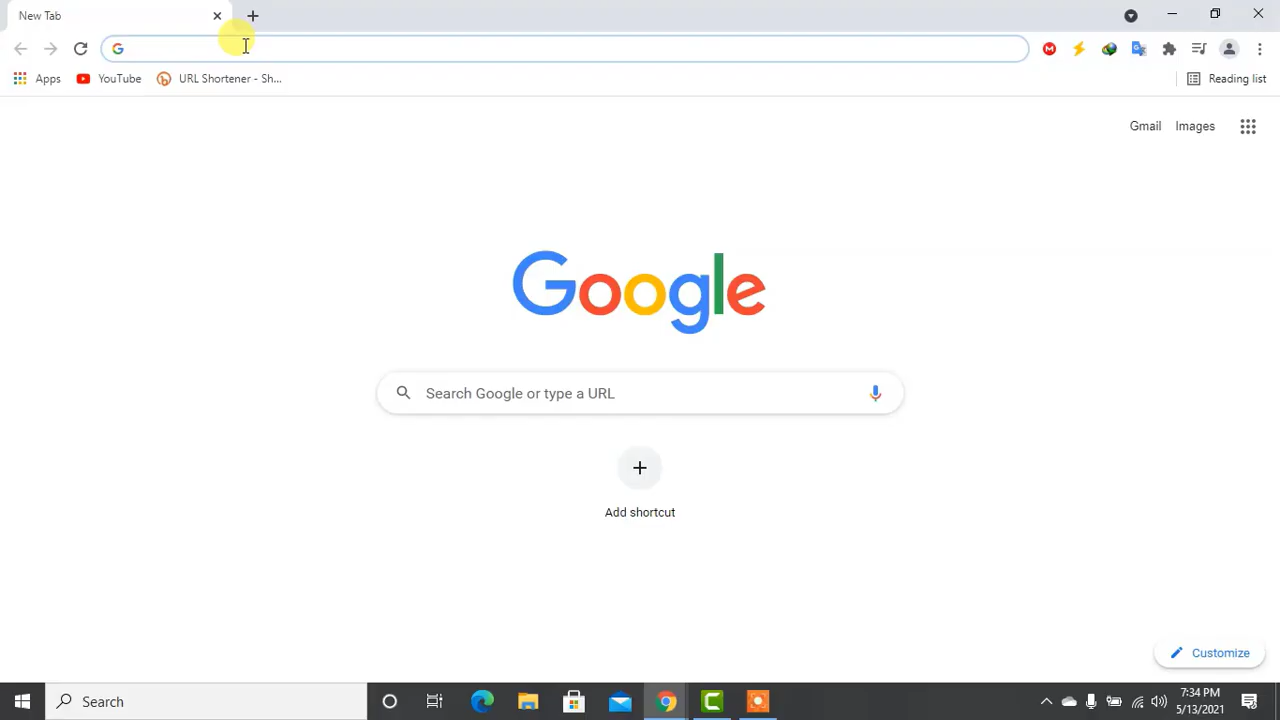 New Tab
Apps
YouTube
URL Shortener - Sh...
Reading list
Gmail
Images
Google
Search Google or type a URL
Add shortcut
Customize
Search
7:34 PM
5/13/2021